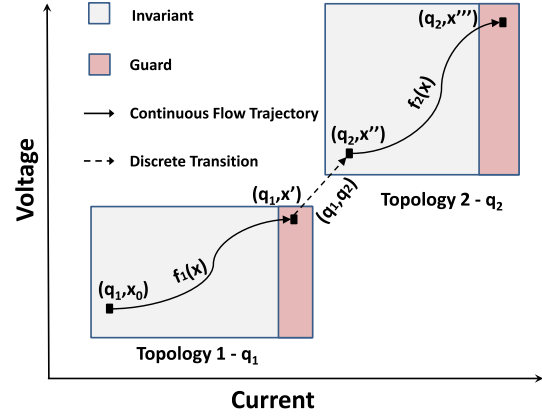 Invariant
Guard
Continuous Flow Trajectory
Discrete Transition
(q₂,x''')
f₂(x)
(q₂,x'')
(q₁,q₂)
Topology 2 - q₂
(q₁,x')
f₁(x)
(q₁,x₀)
Topology 1 - q₁
Voltage
Current